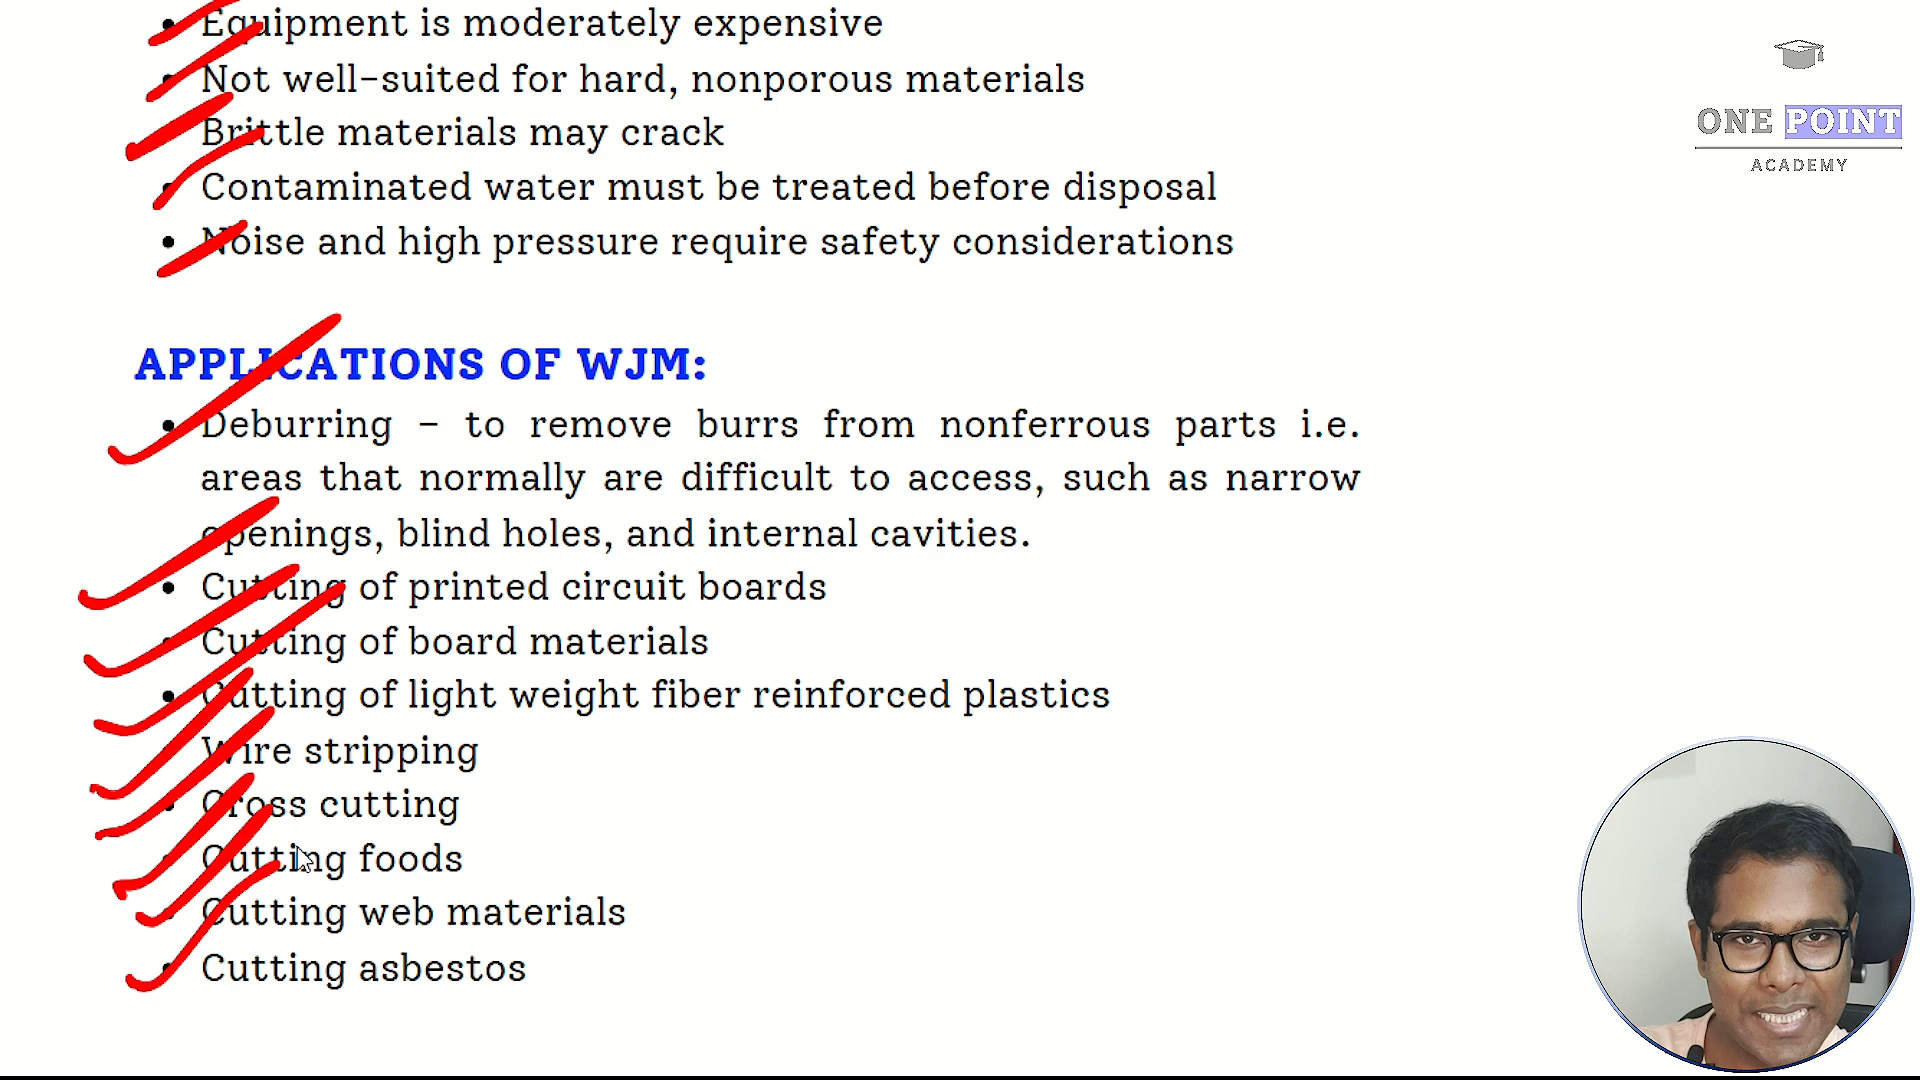 Equipment is moderately expensive
Not well-suited for hard, nonporous materials
Brittle materials may crack
Contaminated water must be treated before disposal
Noise and high pressure require safety considerations
ONE POINT
ACADEMY
APPLICATIONS OF WJM:
Deburring – to remove burrs from nonferrous parts i.e.
areas that normally are difficult to access, such as narrow
openings, blind holes, and internal cavities.
Cutting of printed circuit boards
Cutting of board materials
Cutting of light weight fiber reinforced plastics
Wire stripping
Cross cutting
Cutting foods
Cutting web materials
Cutting asbestos